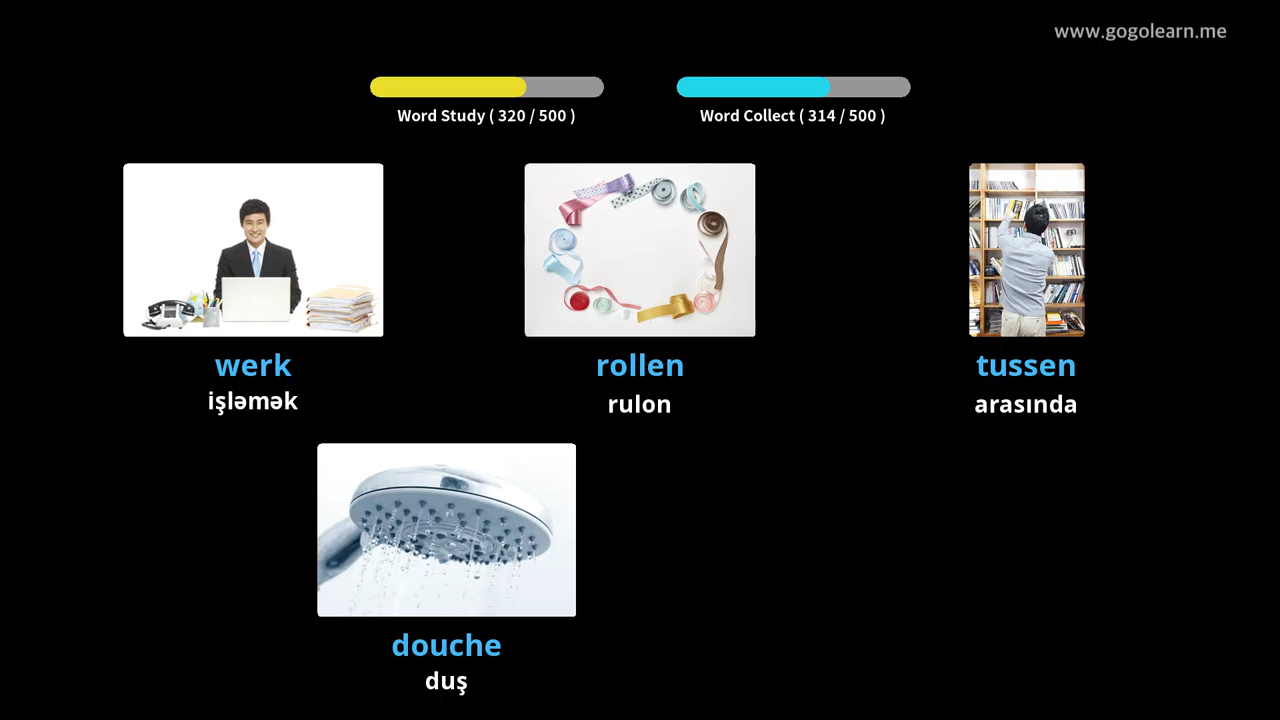 www.gogolearn.me
Word Study ( 320 / 500 )
Word Collect ( 314 / 500 )
werk
işləmək
rollen
rulon
tussen
arasında
douche
duş